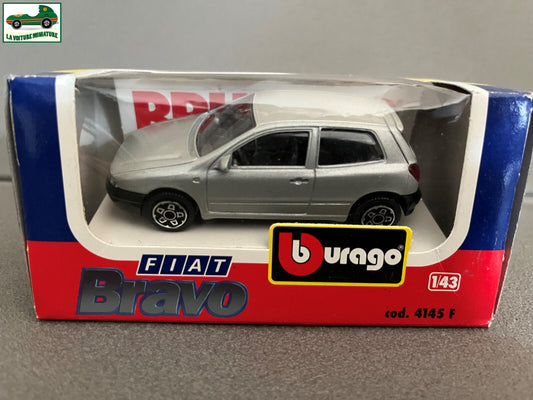 LA VOITURE MINIATURE
FIAT
Bravo
burago
1/43
cod. 4145 F